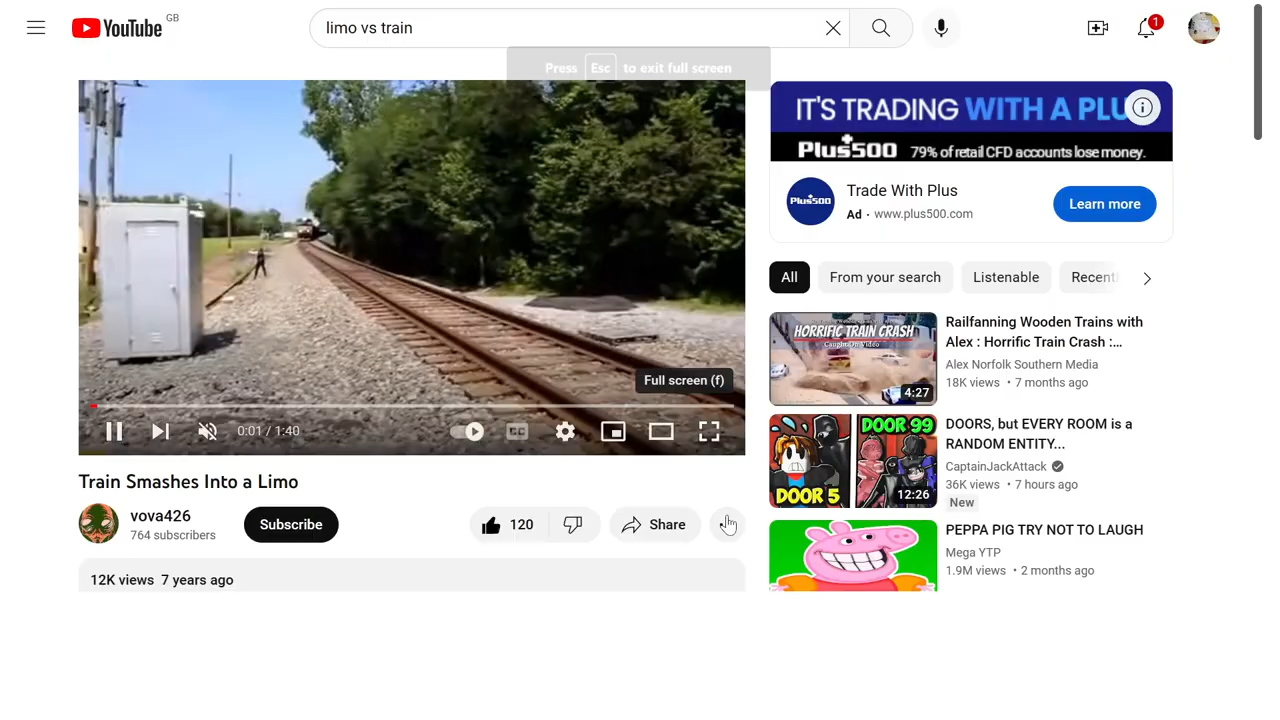 YouTube GB
limo vs train
1
Press Esc to exit full screen
IT'S TRADING WITH A PLU
Plus500 79% of retail CFD accounts lose money.
Plus500
Trade With Plus
Ad · www.plus500.com
Learn more
All
From your search
Listenable
Recent
Full screen (f)
CC
0:01 / 1:40
HORRIFIC TRAIN CRASH
Caught On Video
4:27
Railfanning Wooden Trains with
Alex : Horrific Train Crash :...
Alex Norfolk Southern Media
18K views • 7 months ago
DOOR 99
DOOR 5
12:26
DOORS, but EVERY ROOM is a
RANDOM ENTITY...
CaptainJackAttack
36K views • 7 hours ago
New
PEPPA PIG TRY NOT TO LAUGH
Mega YTP
1.9M views • 2 months ago
Train Smashes Into a Limo
vova426
764 subscribers
Subscribe
120
Share
12K views 7 years ago